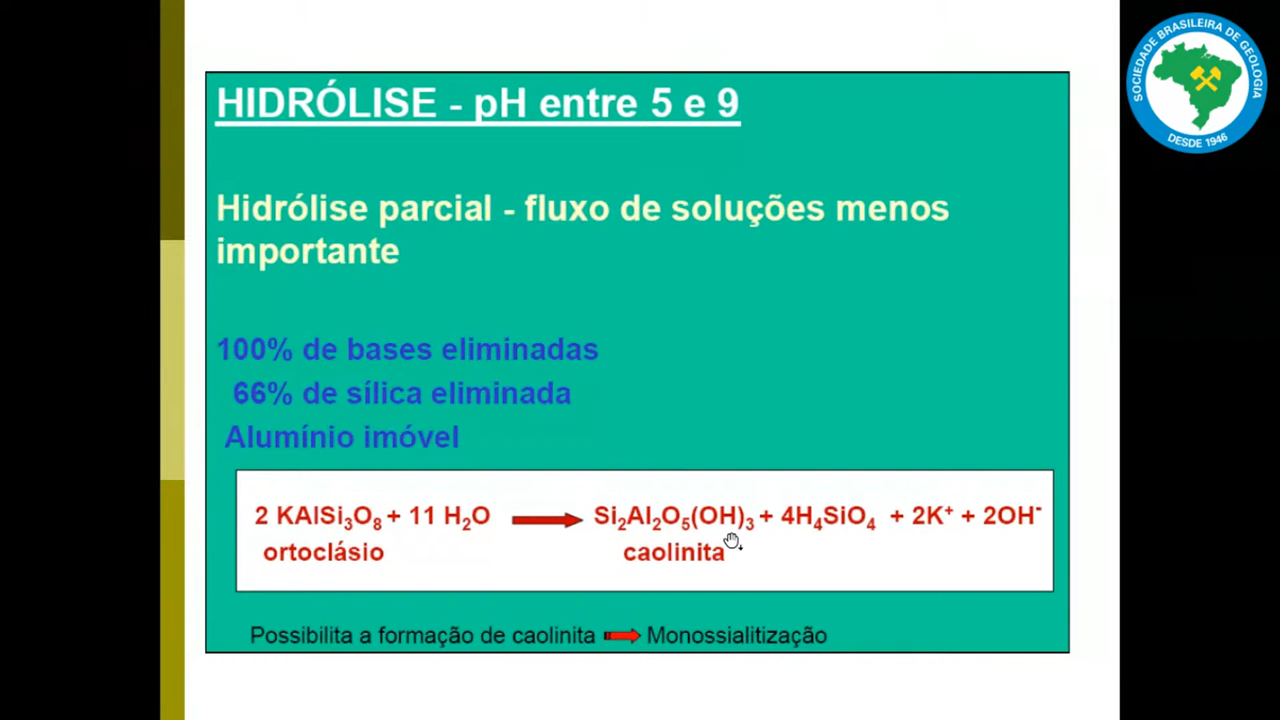 SOCIEDADE BRASILEIRA DE GEOLOGIA
DESDE 1946
HIDRÓLISE - pH entre 5 e 9
Hidrólise parcial - fluxo de soluções menos
importante
100% de bases eliminadas
66% de sílica eliminada
Alumínio imóvel
2 KAlSi₃O₈ + 11 H₂O → Si₂Al₂O₅(OH)₃ + 4H₄SiO₄ + 2K⁺ + 2OH⁻
ortoclásio caolinita
Possibilita a formação de caolinita → Monossialitização